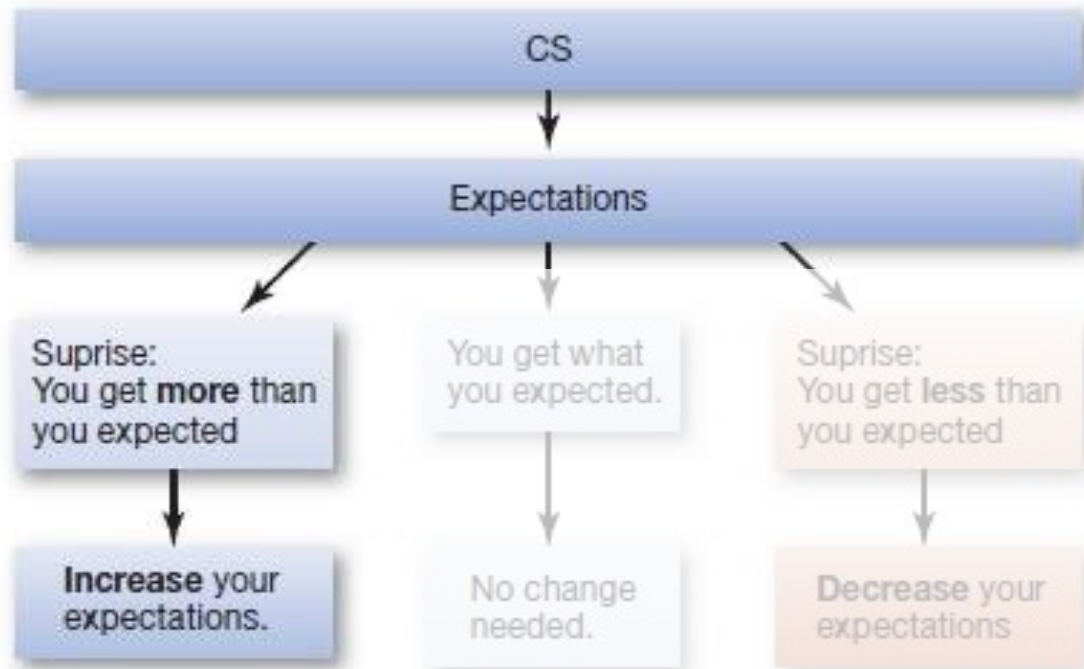 CS
Expectations
Suprise:
You get more than
you expected
You get what
you expected.
Suprise:
You get less than
you expected
Increase your
expectations.
No change
needed.
Decrease your
expectations